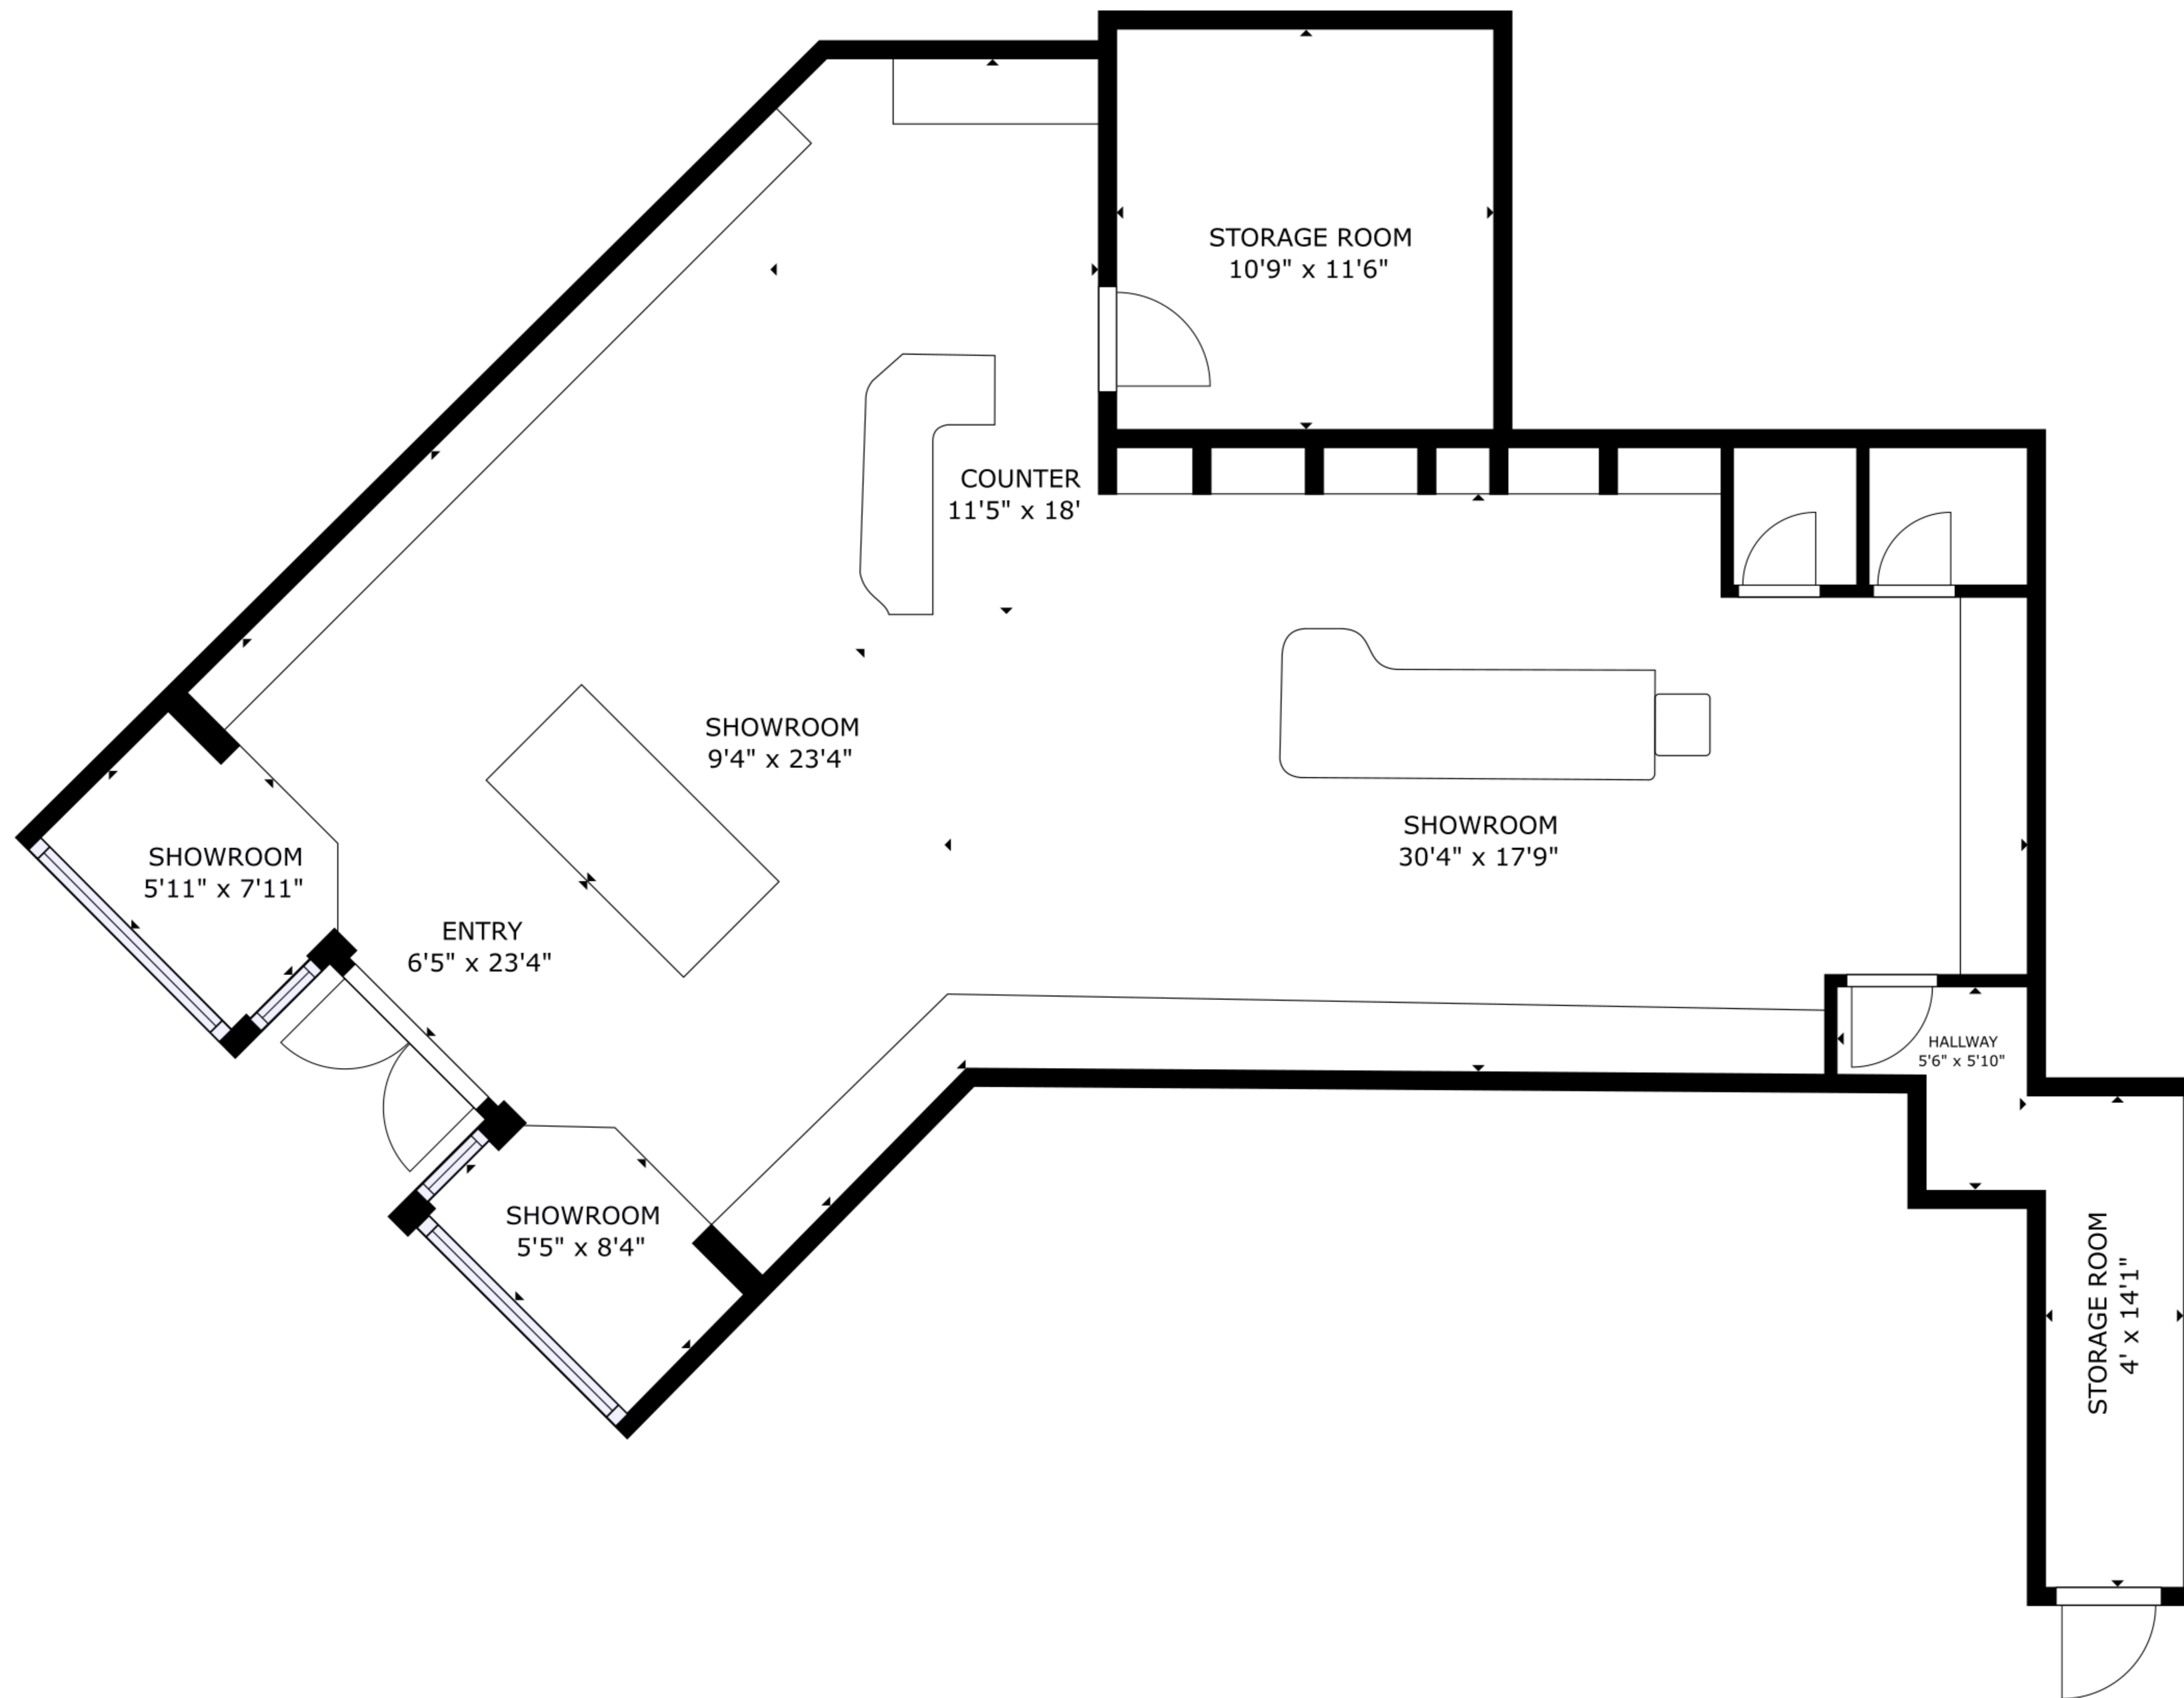 STORAGE ROOM
10'9" x 11'6"
COUNTER
11'5" x 18'
SHOWROOM
9'4" x 23'4"
SHOWROOM
30'4" x 17'9"
SHOWROOM
5'11" x 7'11"
ENTRY
6'5" x 23'4"
HALLWAY
5'6" x 5'10"
SHOWROOM
5'5" x 8'4"
STORAGE ROOM
4' x 14'1"